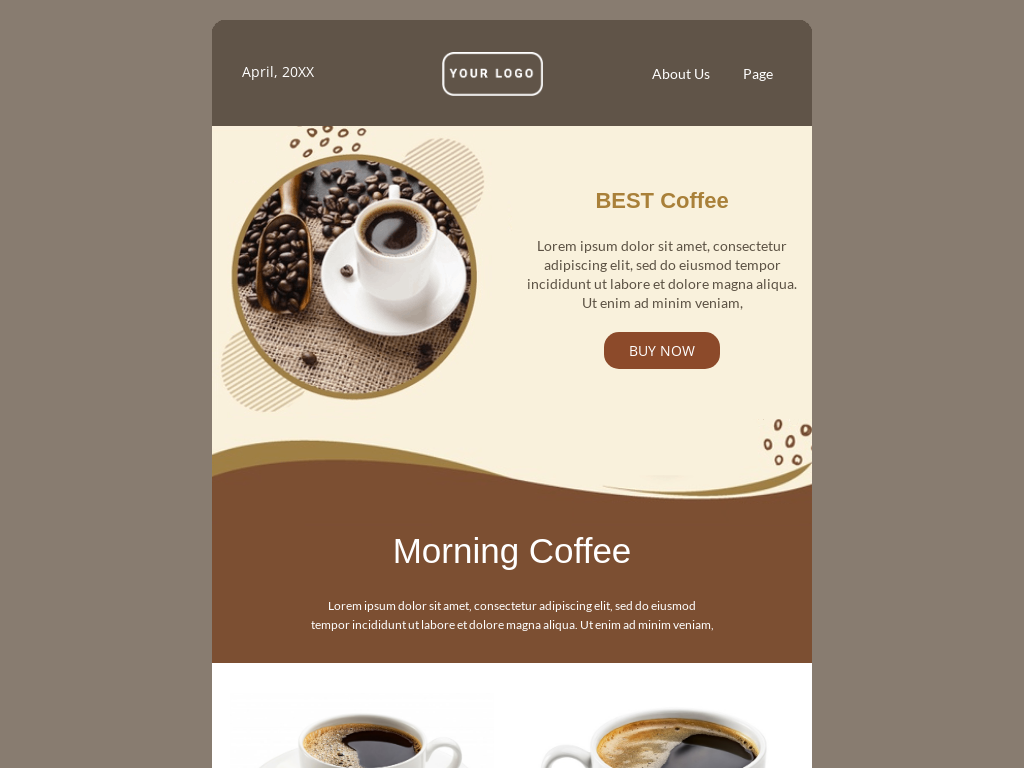 April, 20XX
YOUR LOGO
About Us
Page
BEST Coffee
Lorem ipsum dolor sit amet, consectetur
adipiscing elit, sed do eiusmod tempor
incididunt ut labore et dolore magna aliqua.
Ut enim ad minim veniam,
BUY NOW
Morning Coffee
Lorem ipsum dolor sit amet, consectetur adipiscing elit, sed do eiusmod
tempor incididunt ut labore et dolore magna aliqua. Ut enim ad minim veniam,